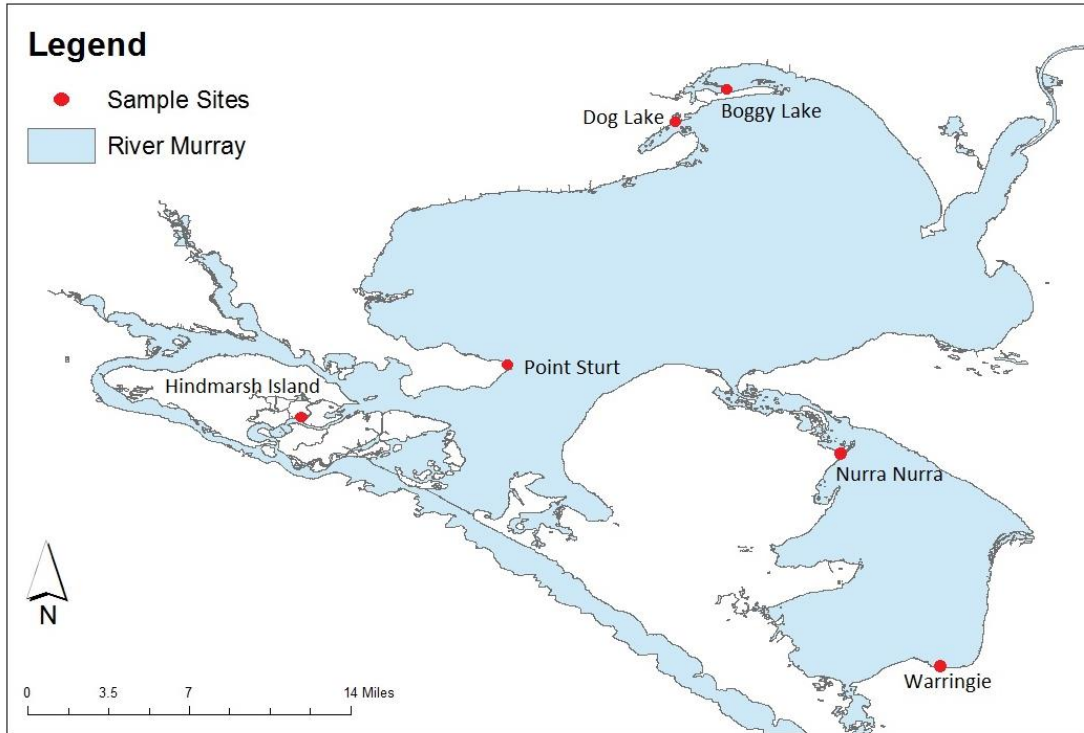 Legend
Sample Sites
River Murray
Dog Lake
Boggy Lake
Point Sturt
Hindmarsh Island
Nurra Nurra
Warringie
N
0 3.5 7 14 Miles